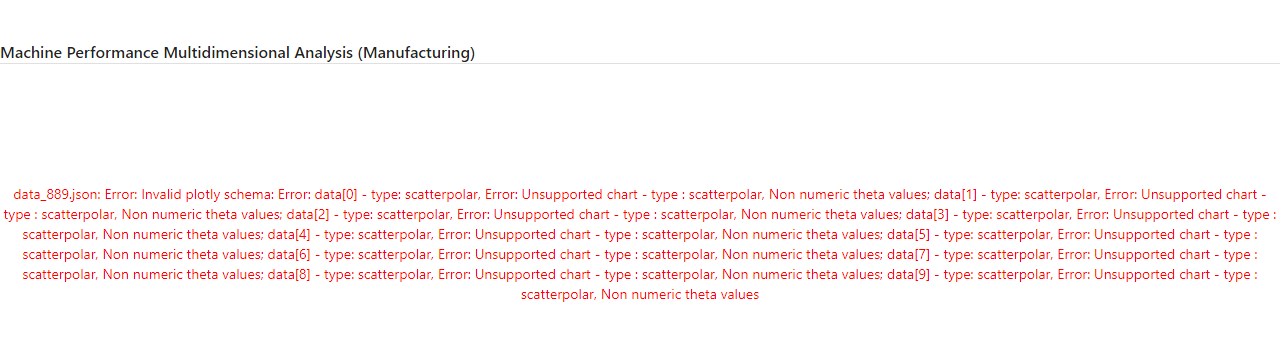 Machine Performance Multidimensional Analysis (Manufacturing)
data_889.json: Error: Invalid plotly schema: Error: data[0] - type: scatterpolar, Error: Unsupported chart - type : scatterpolar, Non numeric theta values; data[1] - type: scatterpolar, Error: Unsupported chart -
type : scatterpolar, Non numeric theta values; data[2] - type: scatterpolar, Error: Unsupported chart - type : scatterpolar, Non numeric theta values; data[3] - type: scatterpolar, Error: Unsupported chart - type :
scatterpolar, Non numeric theta values; data[4] - type: scatterpolar, Error: Unsupported chart - type : scatterpolar, Non numeric theta values; data[5] - type: scatterpolar, Error: Unsupported chart - type :
scatterpolar, Non numeric theta values; data[6] - type: scatterpolar, Error: Unsupported chart - type : scatterpolar, Non numeric theta values; data[7] - type: scatterpolar, Error: Unsupported chart - type :
scatterpolar, Non numeric theta values; data[8] - type: scatterpolar, Error: Unsupported chart - type : scatterpolar, Non numeric theta values; data[9] - type: scatterpolar, Error: Unsupported chart - type :
scatterpolar, Non numeric theta values